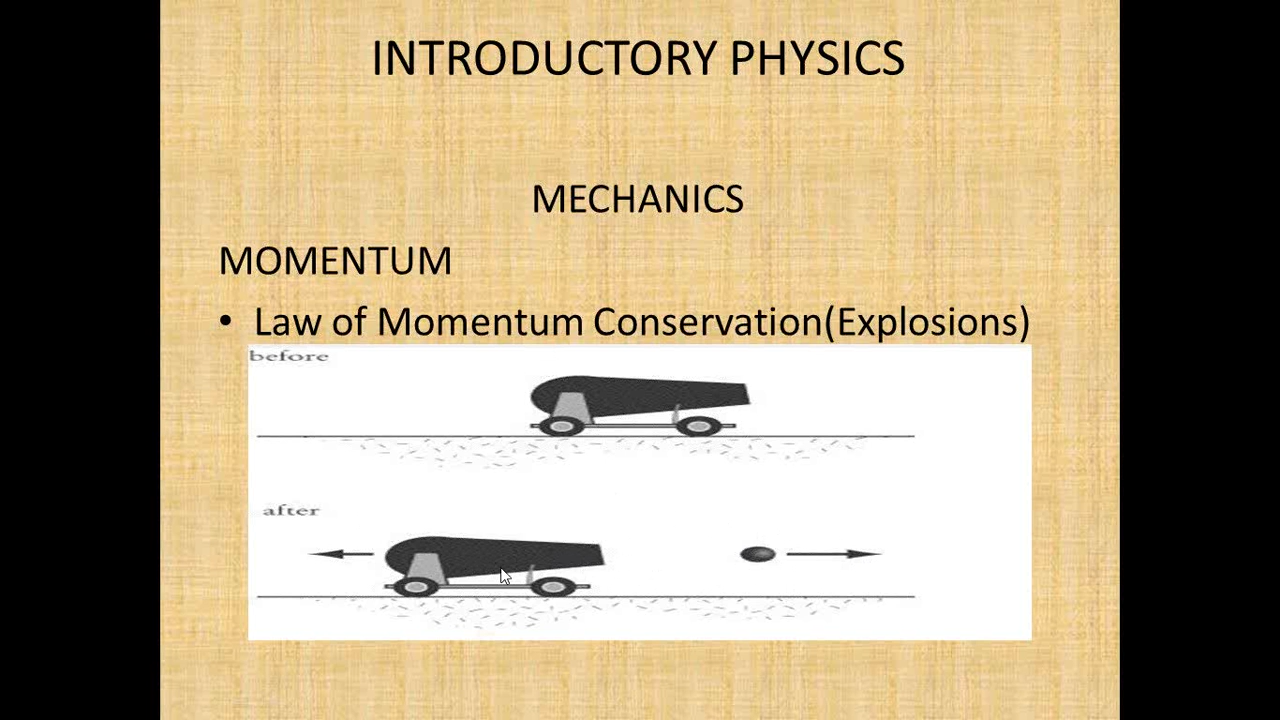 INTRODUCTORY PHYSICS
MECHANICS
MOMENTUM
• Law of Momentum Conservation(Explosions)
before
after